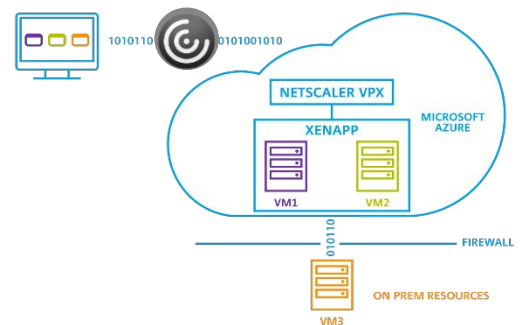 1010110
0101001010
NETSCALER VPX
MICROSOFT
AZURE
XENAPP
VM1
VM2
010110
FIREWALL
ON PREM RESOURCES
VM3